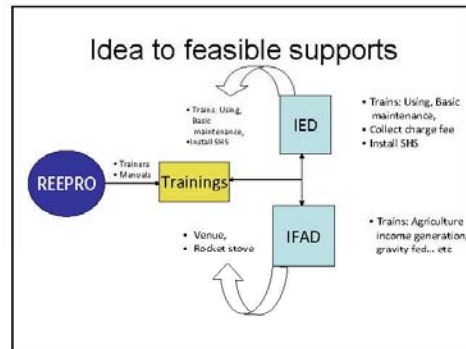 Idea to feasible supports
• Trains: Using,
Basic
maintenance,
• Install SHS
IED
• Trains: Using, Basic
maintenance,
• Collect charge fee
• Install SHS
REEPRO
• Trainers
• Manuals
Trainings
• Venue,
• Rocket stove
IFAD
• Trains: Agriculture
income generation,
gravity fed... etc